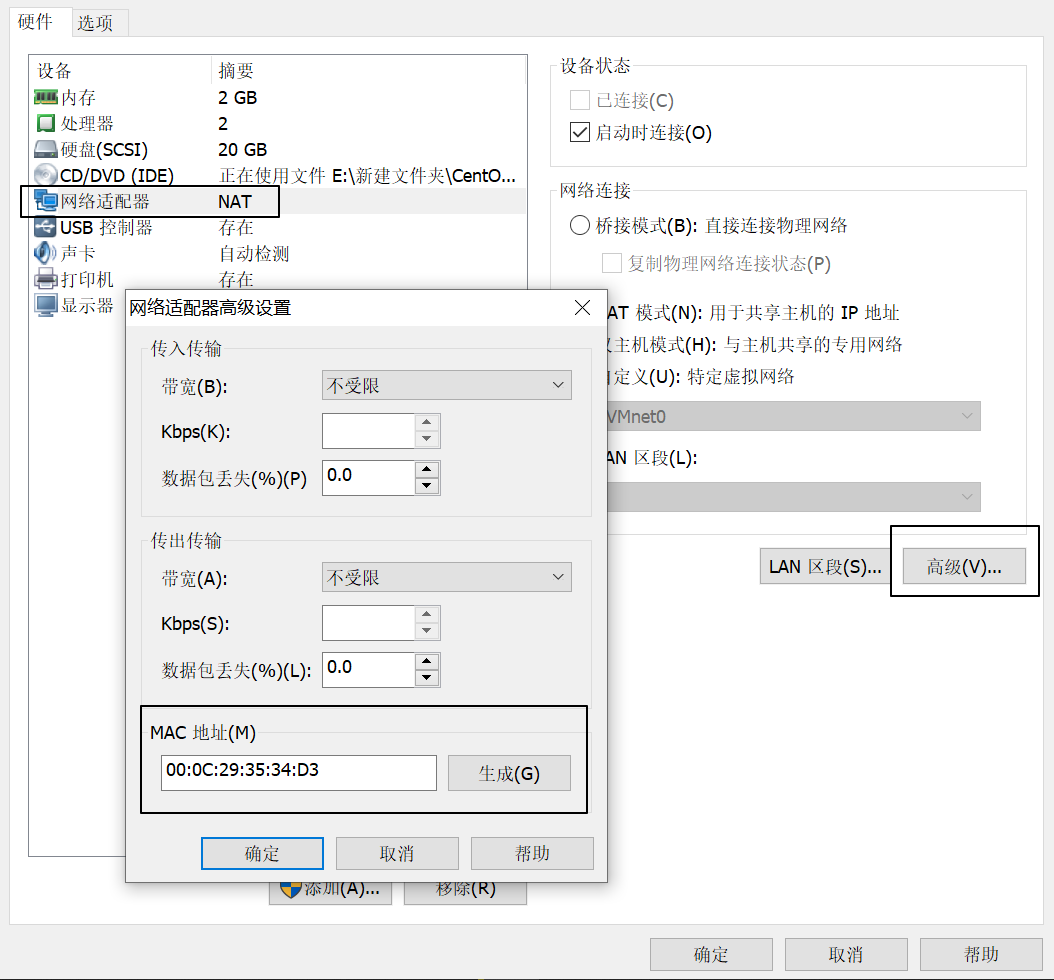 硬件 选项
设备 摘要
内存 2 GB
处理器 2
硬盘(SCSI) 20 GB
CD/DVD (IDE) 正在使用文件 E:\新建文件夹\CentO...
网络适配器 NAT
USB 控制器 存在
声卡 自动检测
打印机 存在
显示器
设备状态
已连接(C)
启动时连接(O)
网络连接
桥接模式(B): 直接连接物理网络
复制物理网络连接状态(P)
AT 模式(N): 用于共享主机的 IP 地址
主机模式(H): 与主机共享的专用网络
定义(U): 特定虚拟网络
VMnet0
AN 区段(L):
LAN 区段(S)... 高级(V)...
网络适配器高级设置
传入传输
带宽(B): 不受限
Kbps(K):
数据包丢失(%)(P) 0.0
传出传输
带宽(A): 不受限
Kbps(S):
数据包丢失(%)(L): 0.0
MAC 地址(M)
00:0C:29:35:34:D3 生成(G)
确定 取消 帮助
添加(A)... 移除(R)
确定 取消 帮助